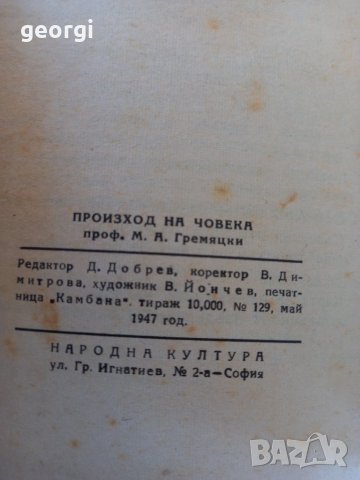 georgi
ПРОИЗХОД НА ЧОВЕКА
проф. М. А. Гремяцки
Редактор Д. Добрев, коректор В. Ди-
митрова, художник В. Йончев, печат-
ница „Камбана“. тираж 10,000, № 129, май
1947 год.
НАРОДНА КУЛТУРА
ул. Гр. Игнатиев, № 2-а—София
BAZAR